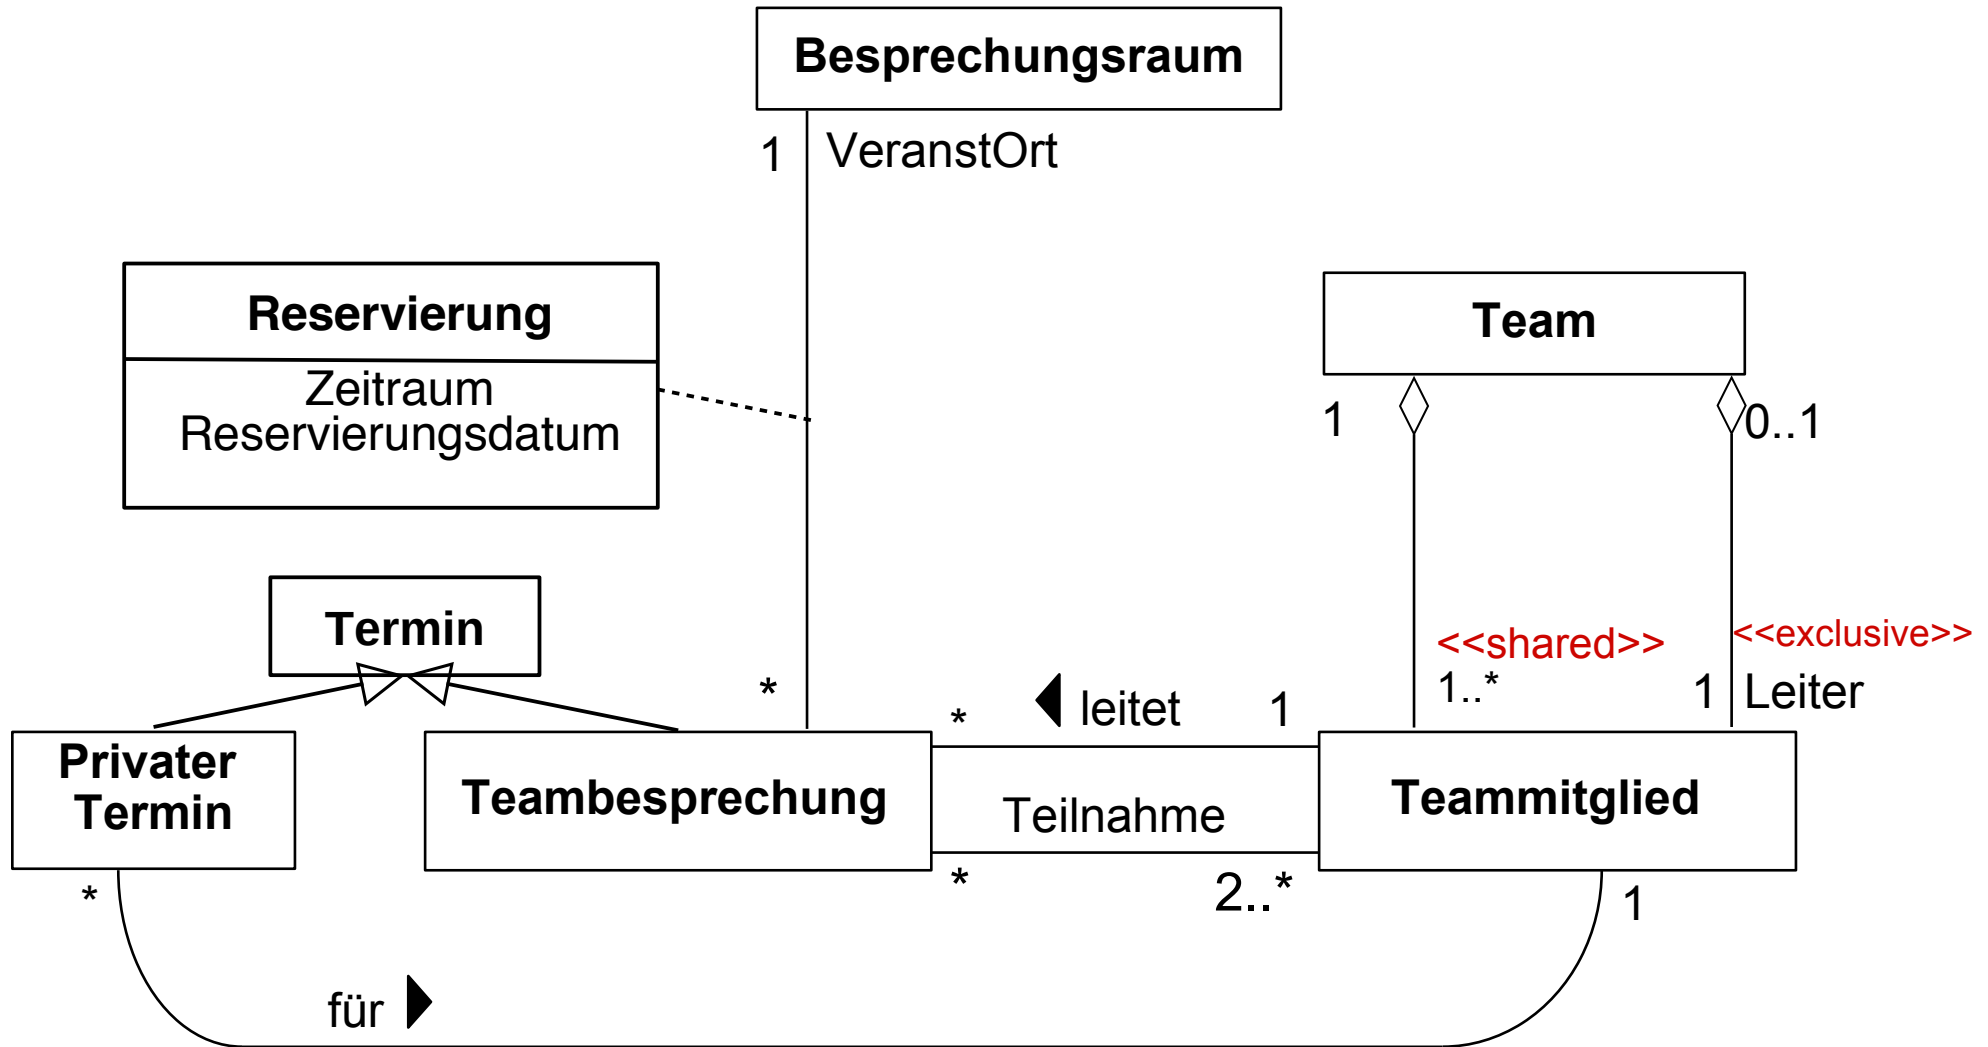 Besprechungsraum
1 VeranstOrt
Reservierung
Zeitraum
Reservierungsdatum
Team
1
0..1
Termin
<<shared>>
<<exclusive>>
*
*
leitet
1
1..*
1 Leiter
Privater
Termin
Teambesprechung
Teilnahme
Teammitglied
*
*
2..*
1
für